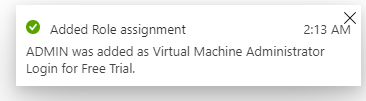 Added Role assignment 2:13 AM
ADMIN was added as Virtual Machine Administrator
Login for Free Trial.